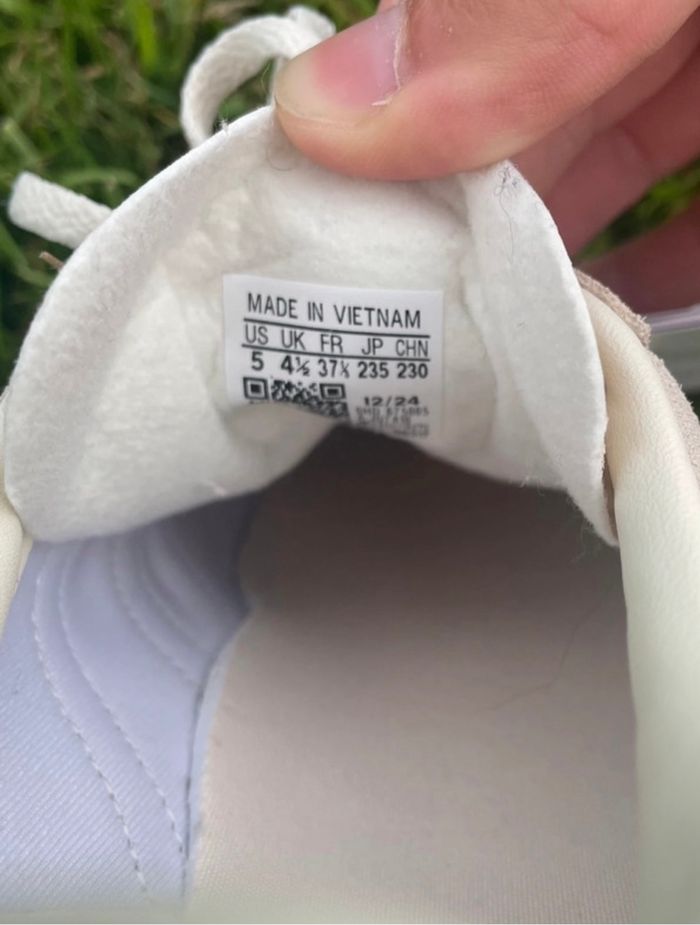 MADE IN VIETNAM
US UK FR JP CHN
5 4½ 37⅓ 235 230
12/24